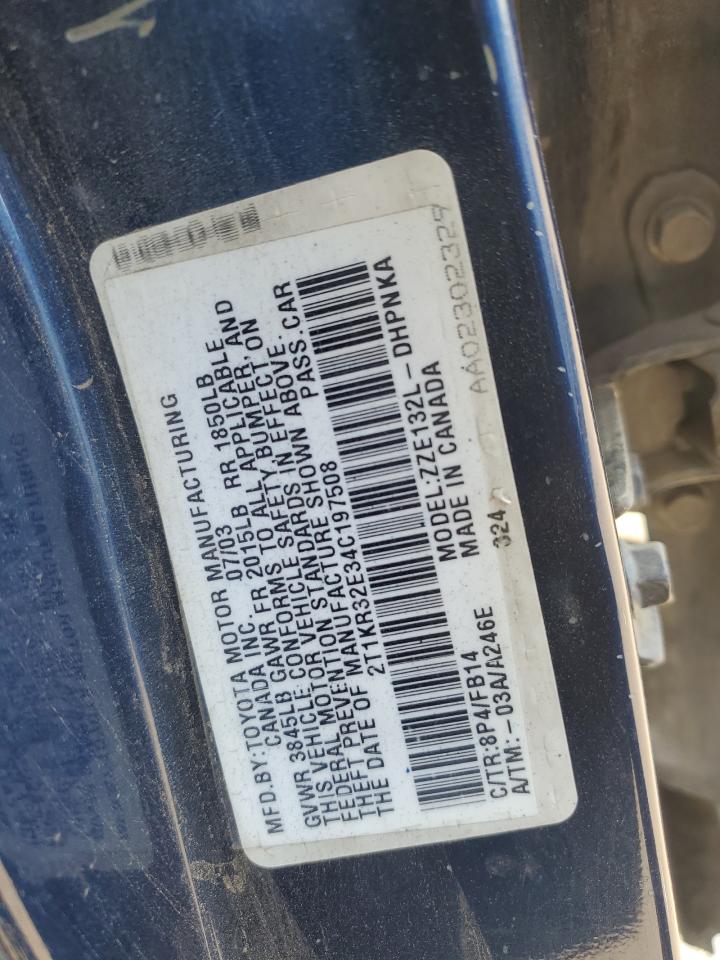 MFD.BY:TOYOTA MOTOR MANUFACTURING
CANADA INC. 07/03
GVWR 3845LB GAWR FR 2015LB RR 1850LB
THIS VEHICLE CONFORMS TO ALL APPLICABLE
FEDERAL MOTOR VEHICLE SAFETY, BUMPER, AND
THEFT PREVENTION STANDARDS IN EFFECT ON
THE DATE OF MANUFACTURE SHOWN ABOVE.
2T1KR32E34C197508 PASS.CAR
C/TR:8P4/FB14 MODEL:ZZE132L-DHPNKA
A/TM:-03A/A246E MADE IN CANADA
324
AA02302329